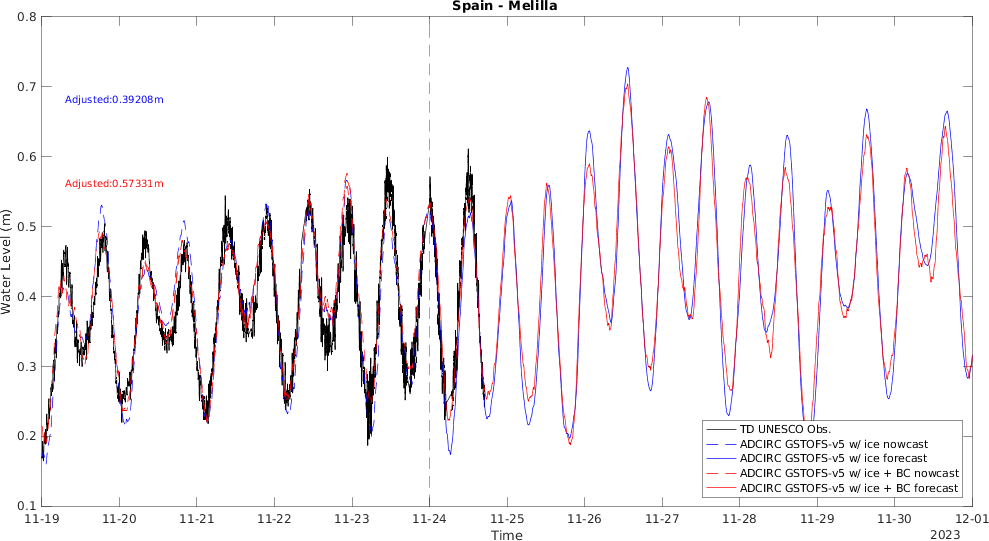 Spain - Melilla
0.8
0.7
0.6
0.5
0.4
0.3
0.2
0.1
Water Level (m)
Adjusted:0.39208m
Adjusted:0.57331m
TD UNESCO Obs.
ADCIRC GSTOFS-v5 w/ ice nowcast
ADCIRC GSTOFS-v5 w/ ice forecast
ADCIRC GSTOFS-v5 w/ ice + BC nowcast
ADCIRC GSTOFS-v5 w/ ice + BC forecast
11-19 11-20 11-21 11-22 11-23 11-24 11-25 11-26 11-27 11-28 11-29 11-30 12-01
Time
2023